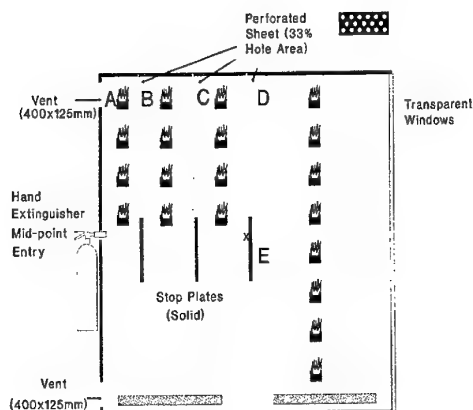 Perforated
Sheet (33%
Hole Area)
A B C D
Vent
(400x125mm)
Transparent
Windows
Hand
Extinguisher
Mid-point
Entry
x
E
Stop Plates
(Solid)
Vent
(400x125mm)